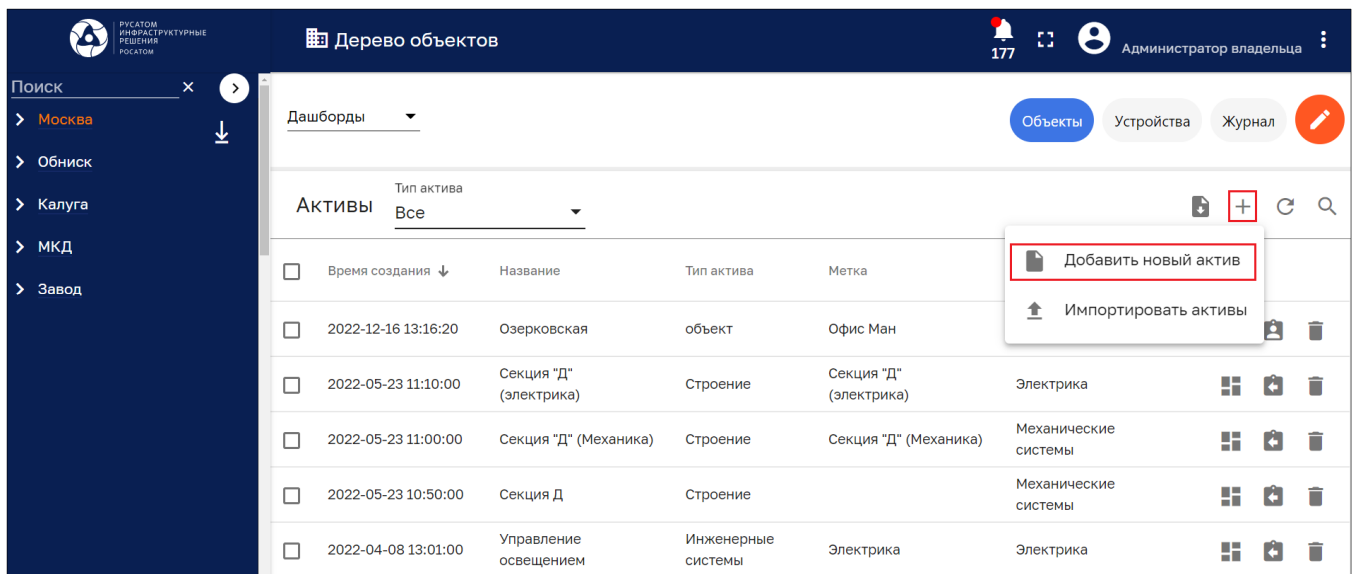 РУСАТОМ
ИНФРАСТРУКТУРНЫЕ
РЕШЕНИЯ
РОСАТОМ
Дерево объектов
177
Администратор владельца
Поиск
Москва
Обниск
Калуга
МКД
Завод
Дашборды
Объекты
Устройства
Журнал
Активы
Тип актива
Все
Добавить новый актив
Импортировать активы
Время создания
Название
Тип актива
Метка
2022-12-16 13:16:20
Озерковская
объект
Офис Ман
2022-05-23 11:10:00
Секция "Д"
(электрика)
Строение
Секция "Д"
(электрика)
Электрика
2022-05-23 11:00:00
Секция "Д" (Механика)
Строение
Секция "Д" (Механика)
Механические
системы
2022-05-23 10:50:00
Секция Д
Строение
Механические
системы
2022-04-08 13:01:00
Управление
освещением
Инженерные
системы
Электрика
Электрика